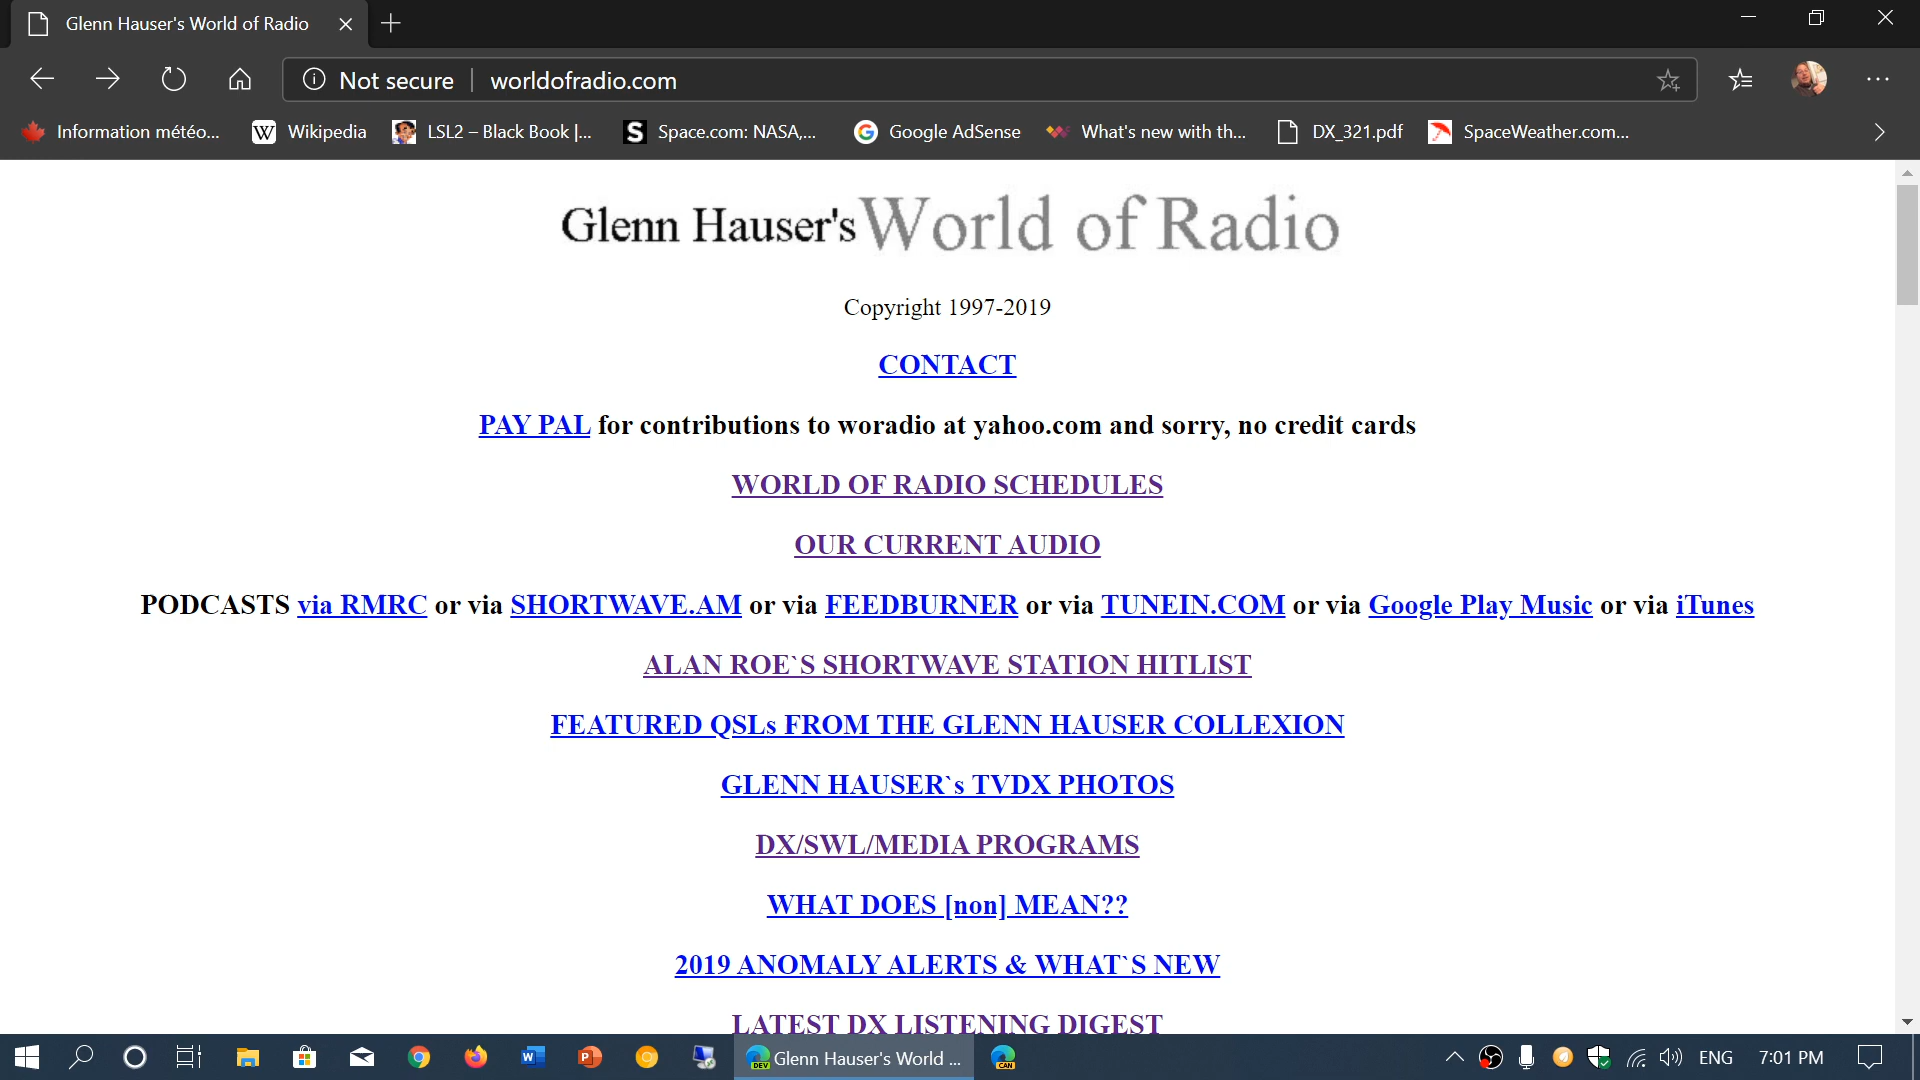 Glenn Hauser's World of Radio
Not secure worldofradio.com
Information météo... Wikipedia LSL2 – Black Book |... Space.com: NASA,... Google AdSense What's new with th... DX_321.pdf SpaceWeather.com...
Glenn Hauser's World of Radio
Copyright 1997-2019
CONTACT
PAY PAL for contributions to woradio at yahoo.com and sorry, no credit cards
WORLD OF RADIO SCHEDULES
OUR CURRENT AUDIO
PODCASTS via RMRC or via SHORTWAVE.AM or via FEEDBURNER or via TUNEIN.COM or via Google Play Music or via iTunes
ALAN ROE`S SHORTWAVE STATION HITLIST
FEATURED QSLs FROM THE GLENN HAUSER COLLEXION
GLENN HAUSER`s TVDX PHOTOS
DX/SWL/MEDIA PROGRAMS
WHAT DOES [non] MEAN??
2019 ANOMALY ALERTS & WHAT`S NEW
LATEST DX LISTENING DIGEST
DEV Glenn Hauser's World ... CAN ENG 7:01 PM